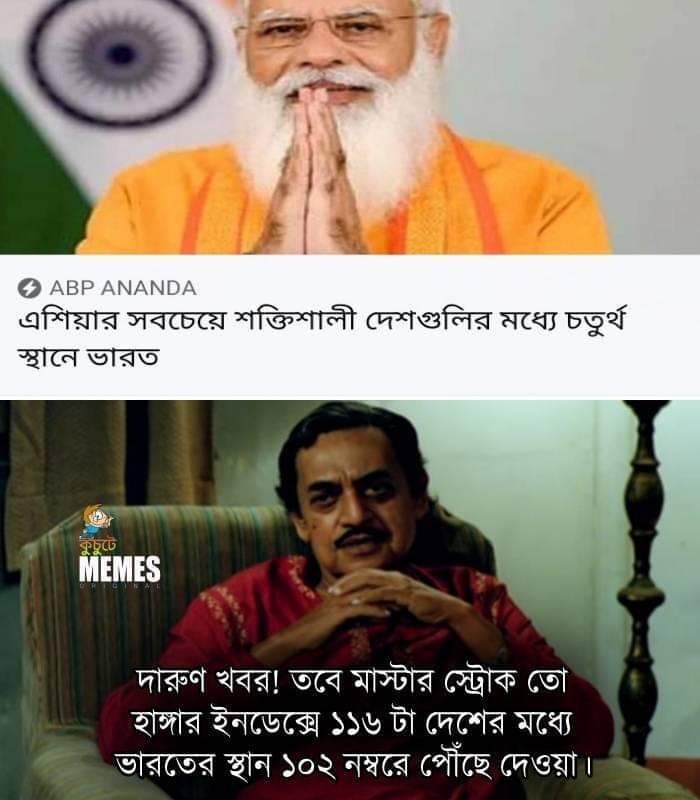 ABP ANANDA
এশিয়ার সবচেয়ে শক্তিশালী দেশগুলির মধ্যে চতুর্থ
স্থানে ভারত
কুচুটে
MEMES
ORIGINAL
দারুণ খবর! তবে মাস্টার স্ট্রোক তো
হাঙ্গার ইনডেক্সে ১১৬ টা দেশের মধ্যে
ভারতের স্থান ১০২ নম্বরে পৌঁছে দেওয়া।